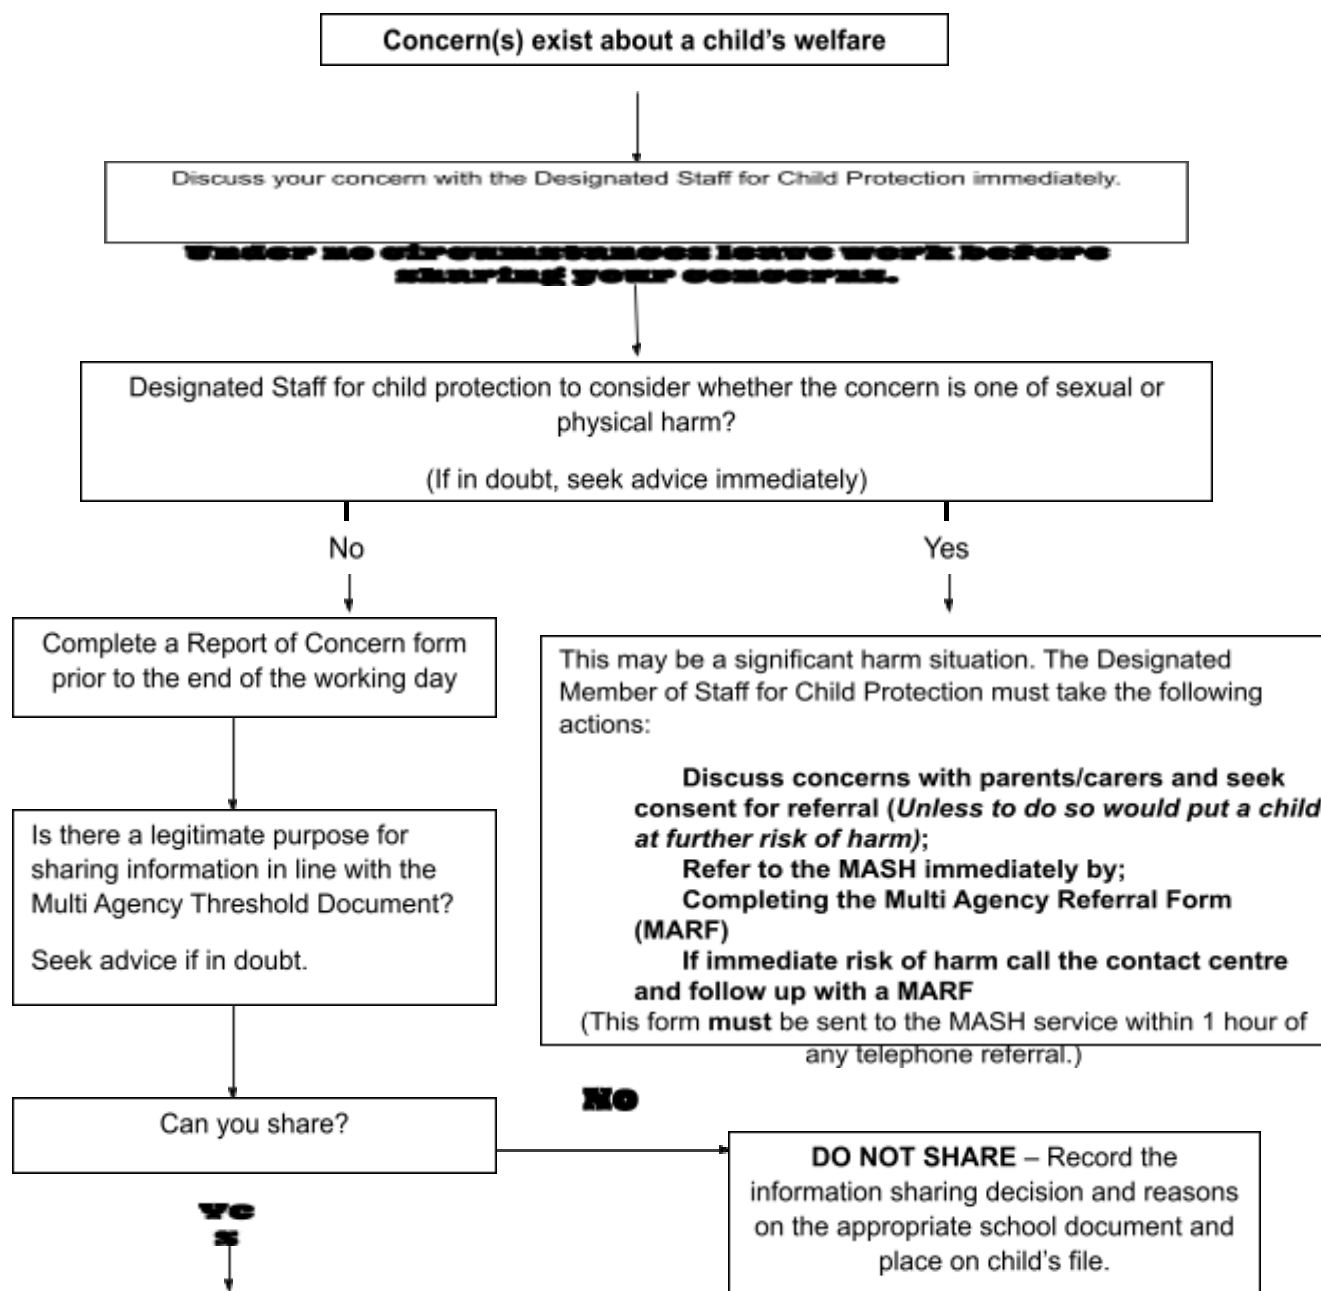 Concern(s) exist about a child's welfare
Discuss your concern with the Designated Staff for Child Protection immediately.
Under no circumstances leave work before
sharing your concerns.
Designated Staff for child protection to consider whether the concern is one of sexual or
physical harm?
(If in doubt, seek advice immediately)
No
Yes
Complete a Report of Concern form
prior to the end of the working day
This may be a significant harm situation. The Designated
Member of Staff for Child Protection must take the following
actions:
Discuss concerns with parents/carers and seek
consent for referral (Unless to do so would put a child
at further risk of harm);
Refer to the MASH immediately by;
Completing the Multi Agency Referral Form
(MARF)
If immediate risk of harm call the contact centre
and follow up with a MARF
(This form must be sent to the MASH service within 1 hour of
any telephone referral.)
Is there a legitimate purpose for
sharing information in line with the
Multi Agency Threshold Document?
Seek advice if in doubt.
Can you share?
NO
DO NOT SHARE – Record the
information sharing decision and reasons
on the appropriate school document and
place on child's file.
Ye
s